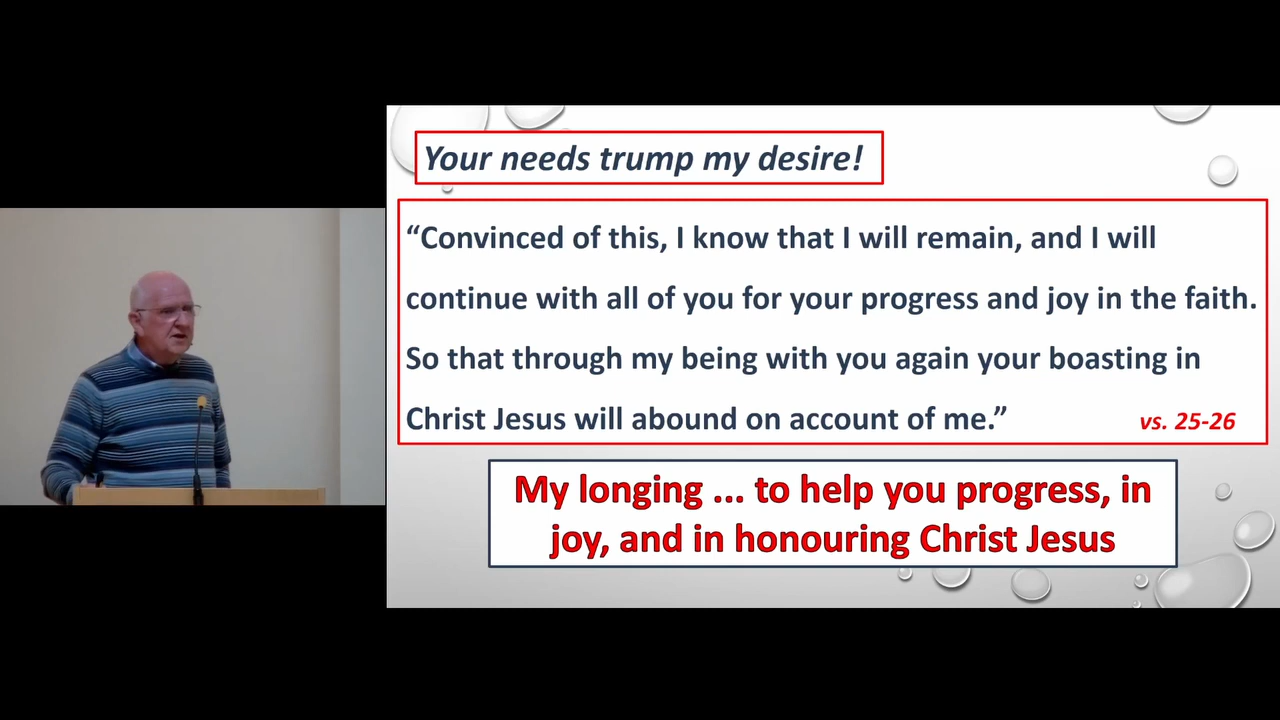 Your needs trump my desire!
“Convinced of this, I know that I will remain, and I will
continue with all of you for your progress and joy in the faith.
So that through my being with you again your boasting in
Christ Jesus will abound on account of me.” vs. 25-26
My longing ... to help you progress, in
joy, and in honouring Christ Jesus